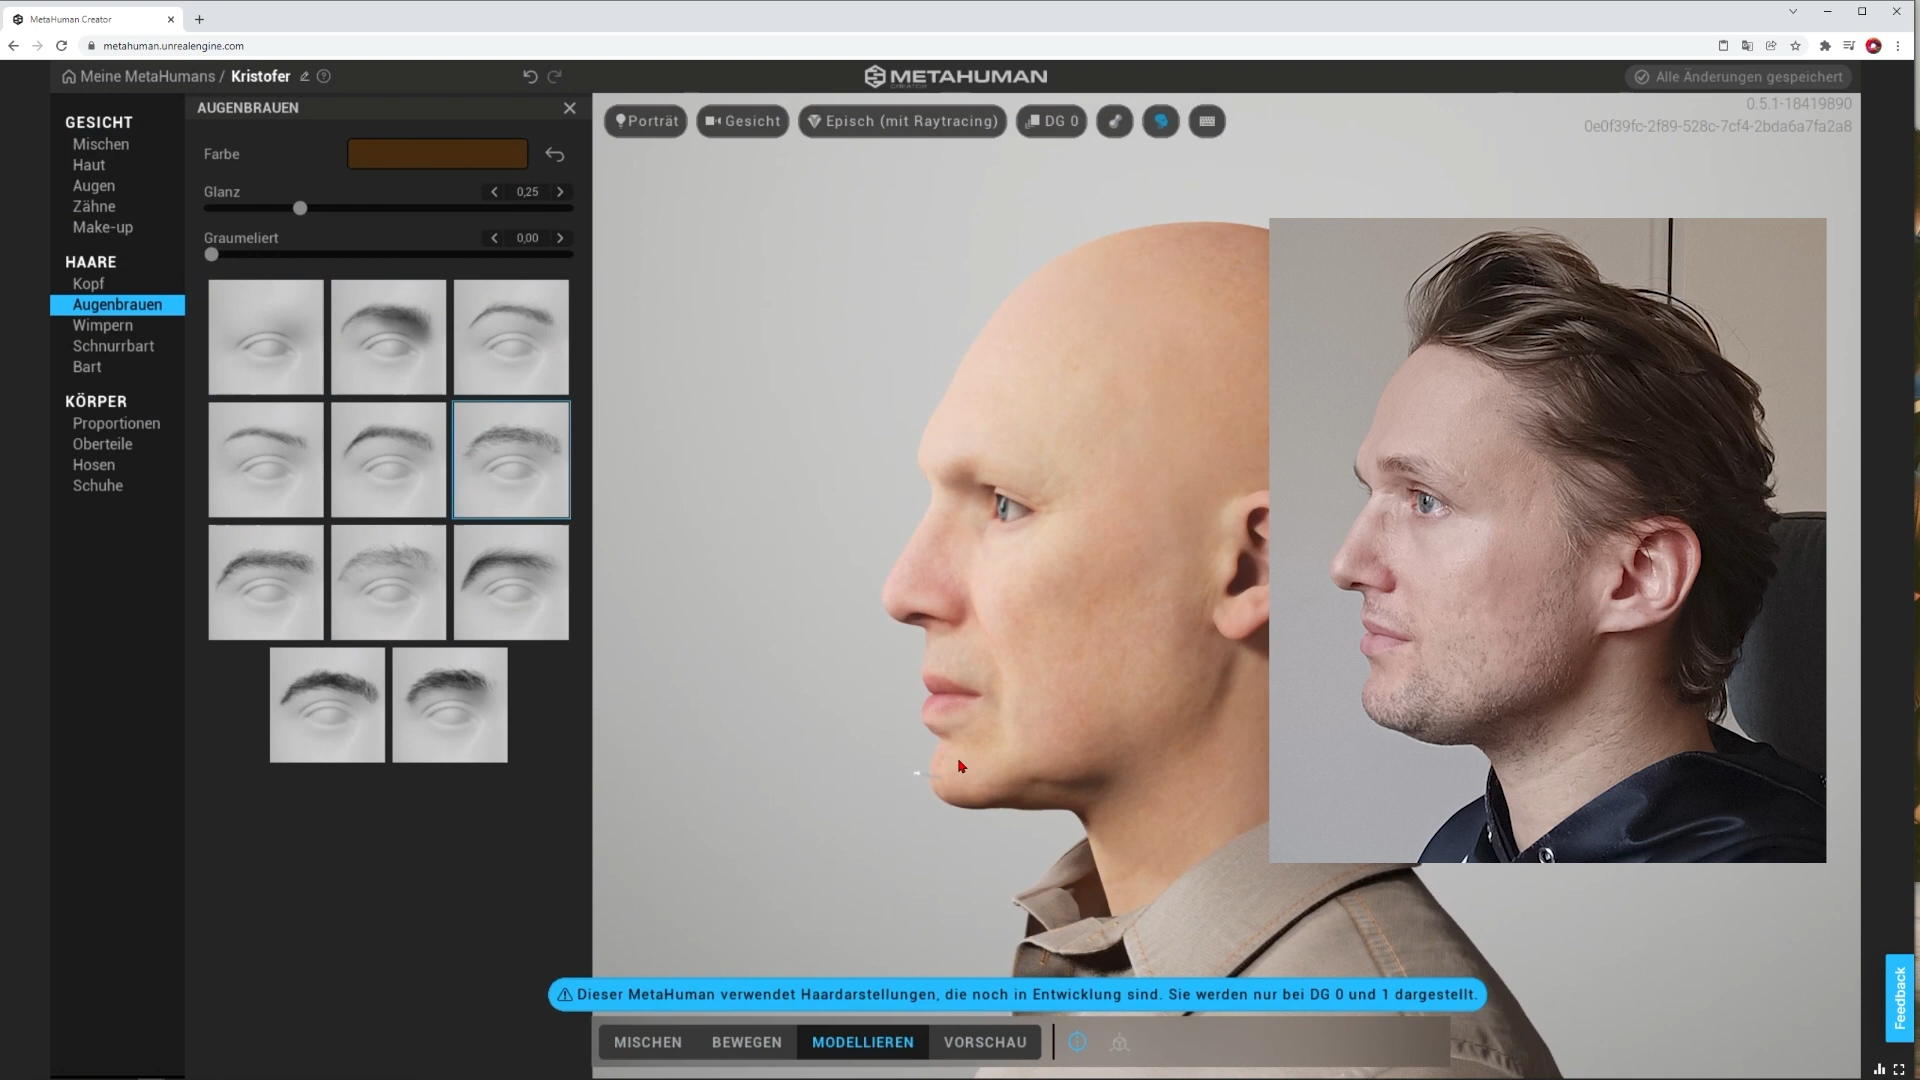 MetaHuman Creator
metahuman.unrealengine.com
Meine MetaHumans / Kristofer
METAHUMAN
CREATOR
Alle Änderungen gespeichert
0.5.1-18419890
0e0f39fc-2f89-528c-7cf4-2bda6a7fa2a8
GESICHT
Mischen
Haut
Augen
Zähne
Make-up
HAARE
Kopf
Augenbrauen
Wimpern
Schnurrbart
Bart
KÖRPER
Proportionen
Oberteile
Hosen
Schuhe
AUGENBRAUEN
Farbe
Glanz
0,25
Graumeliert
0,00
Porträt
Gesicht
Episch (mit Raytracing)
DG 0
Dieser MetaHuman verwendet Haardarstellungen, die noch in Entwicklung sind. Sie werden nur bei DG 0 und 1 dargestellt.
MISCHEN
BEWEGEN
MODELLIEREN
VORSCHAU
Feedback